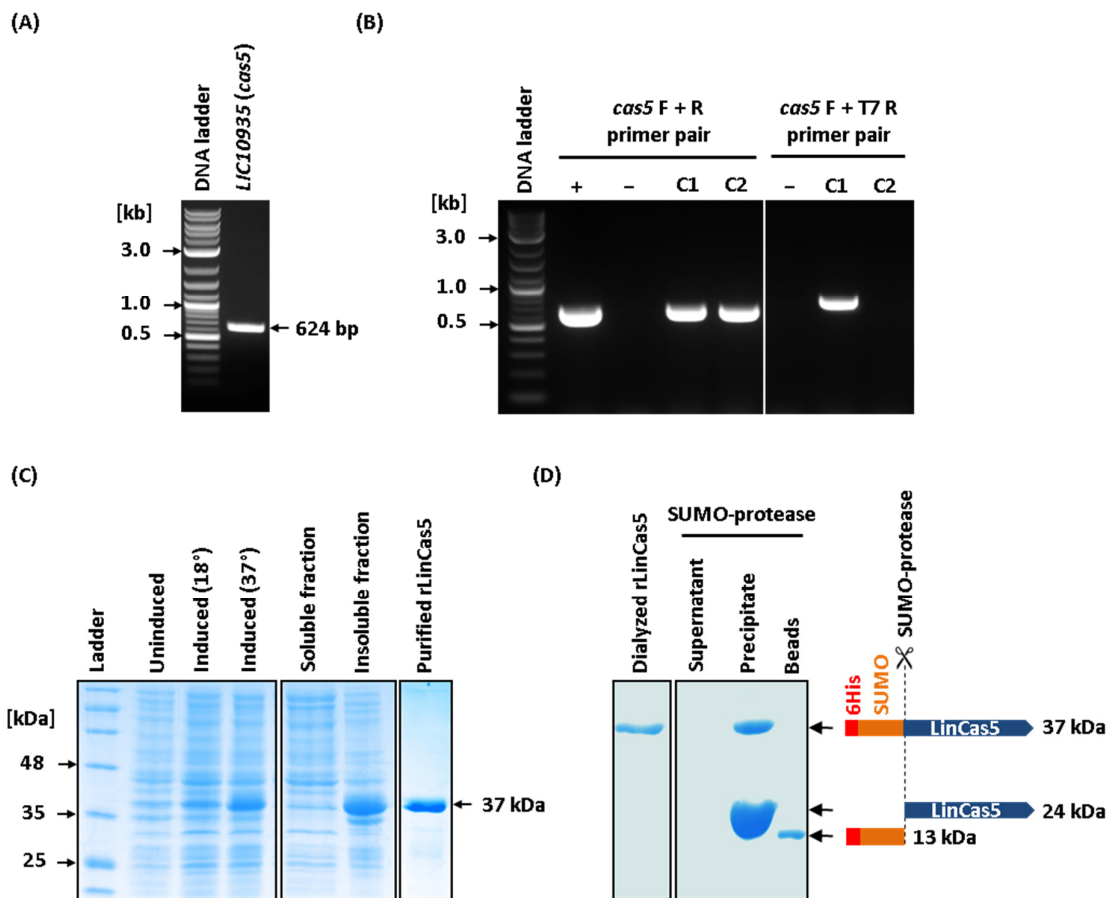 (A)
DNA ladder
LIC10935 (cas5)
[kb]
3.0
1.0
0.5
624 bp
(B)
DNA ladder
cas5 F + R
primer pair
cas5 F + T7 R
primer pair
+ – C1 C2 – C1 C2
[kb]
3.0
1.0
0.5
(C)
Ladder
Uninduced
Induced (18°)
Induced (37°)
Soluble fraction
Insoluble fraction
Purified rLinCas5
[kDa]
48
35
25
37 kDa
(D)
Dialyzed rLinCas5
SUMO-protease
Supernatant
Precipitate
Beads
SUMO-protease
6His
SUMO
LinCas5 37 kDa
LinCas5 24 kDa
13 kDa